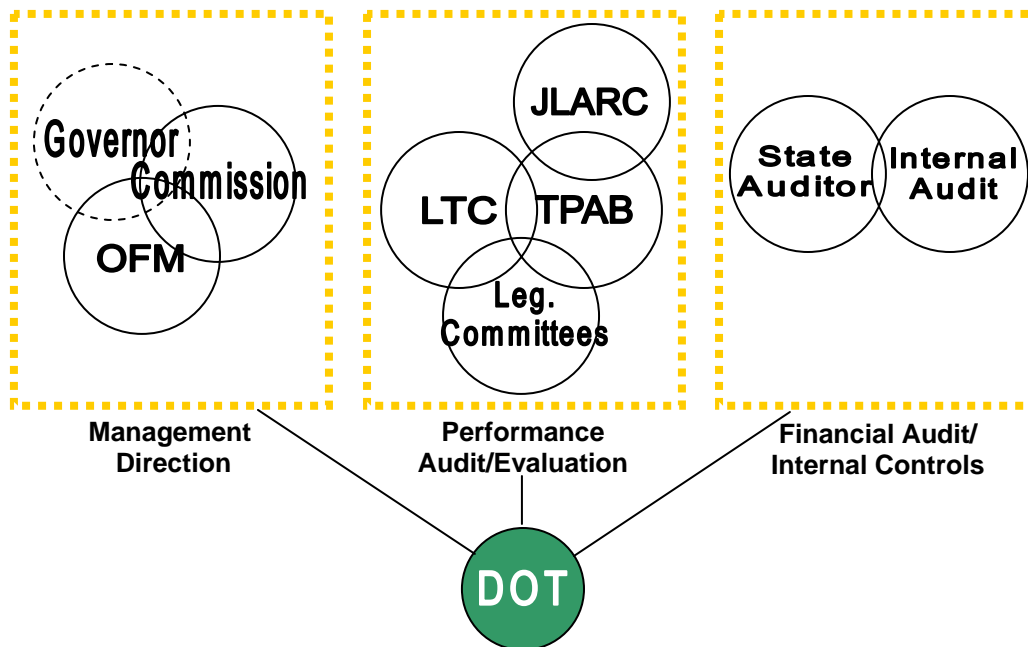 Governor
Commission
OFM
JLARC
LTC
TPAB
Leg.
Committees
State
Auditor
Internal
Audit
Management
Direction
Performance
Audit/Evaluation
Financial Audit/
Internal Controls
DOT